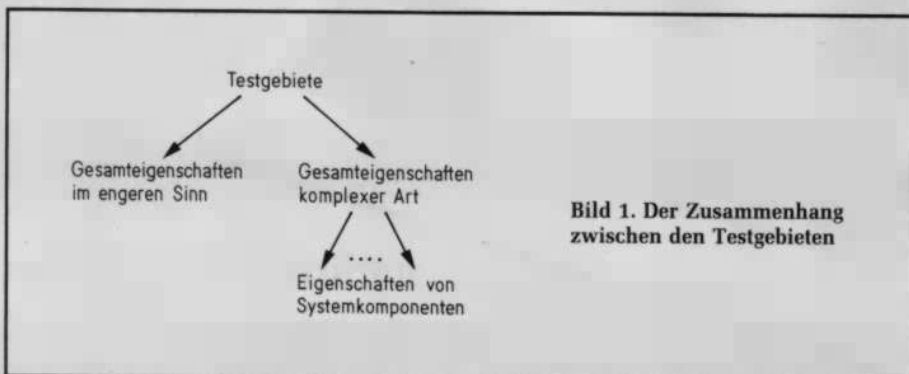 Testgebiete
Gesamteigenschaften
im engeren Sinn
Gesamteigenschaften
komplexer Art
....
Eigenschaften von
Systemkomponenten
Bild 1. Der Zusammenhang
zwischen den Testgebieten